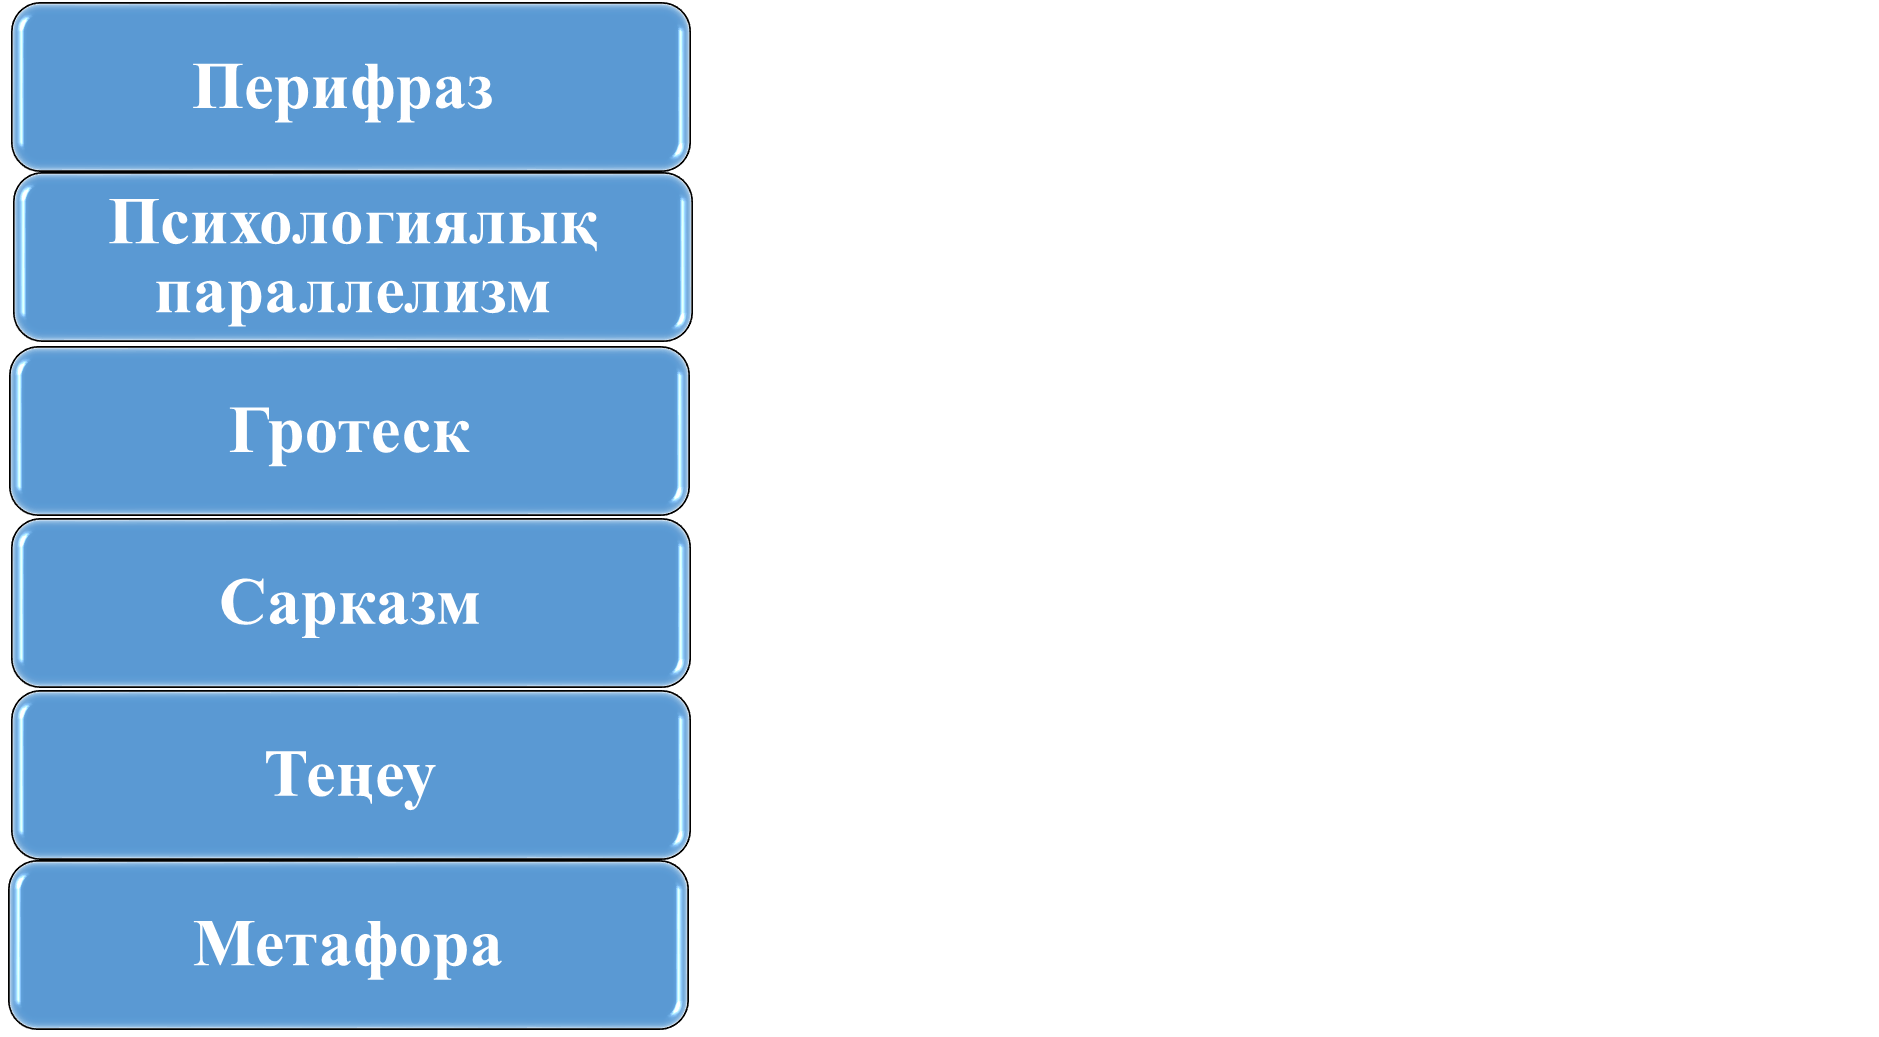 Перифраз
Психологиялық
параллелизм
Гротеск
Сарказм
Теңеу
Метафора